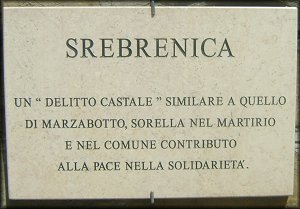 SREBRENICA
UN “ DELITTO CASTALE ” SIMILARE A QUELLO
DI MARZABOTTO, SORELLA NEL MARTIRIO
E NEL COMUNE CONTRIBUTO
ALLA PACE NELLA SOLIDARIETA’.